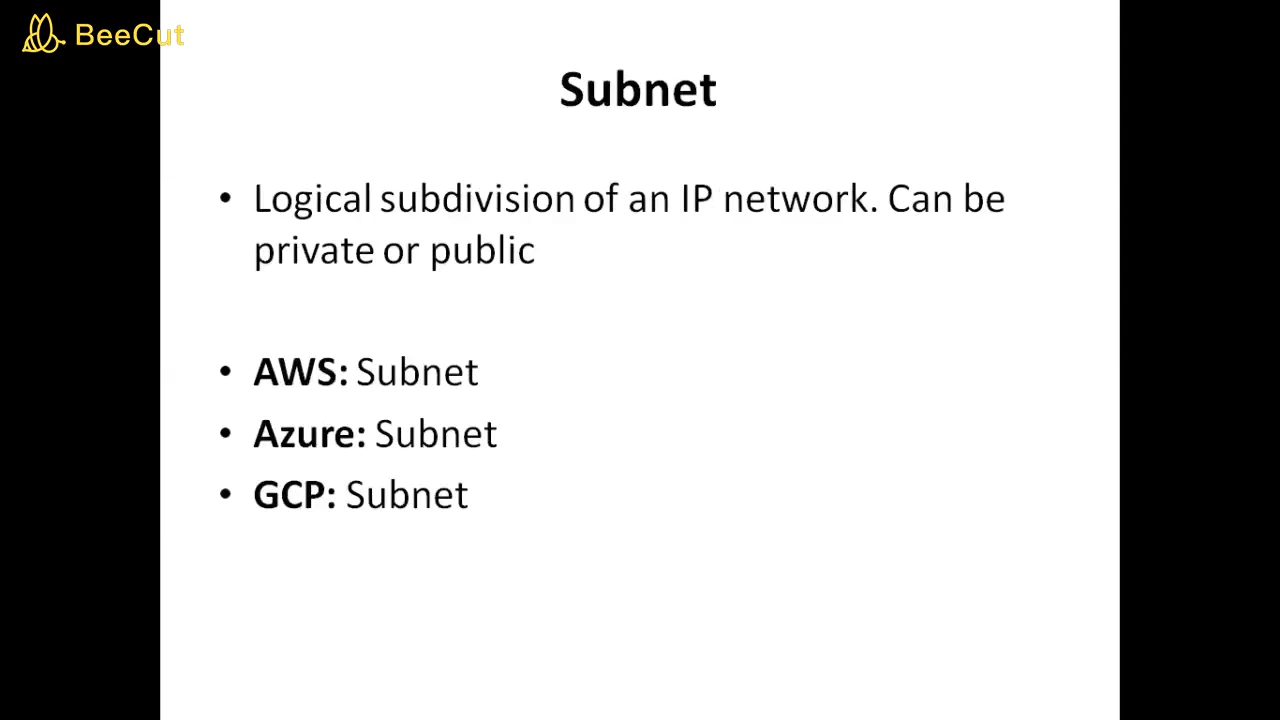 BeeCut
Subnet
• Logical subdivision of an IP network. Can be
private or public
• AWS: Subnet
• Azure: Subnet
• GCP: Subnet